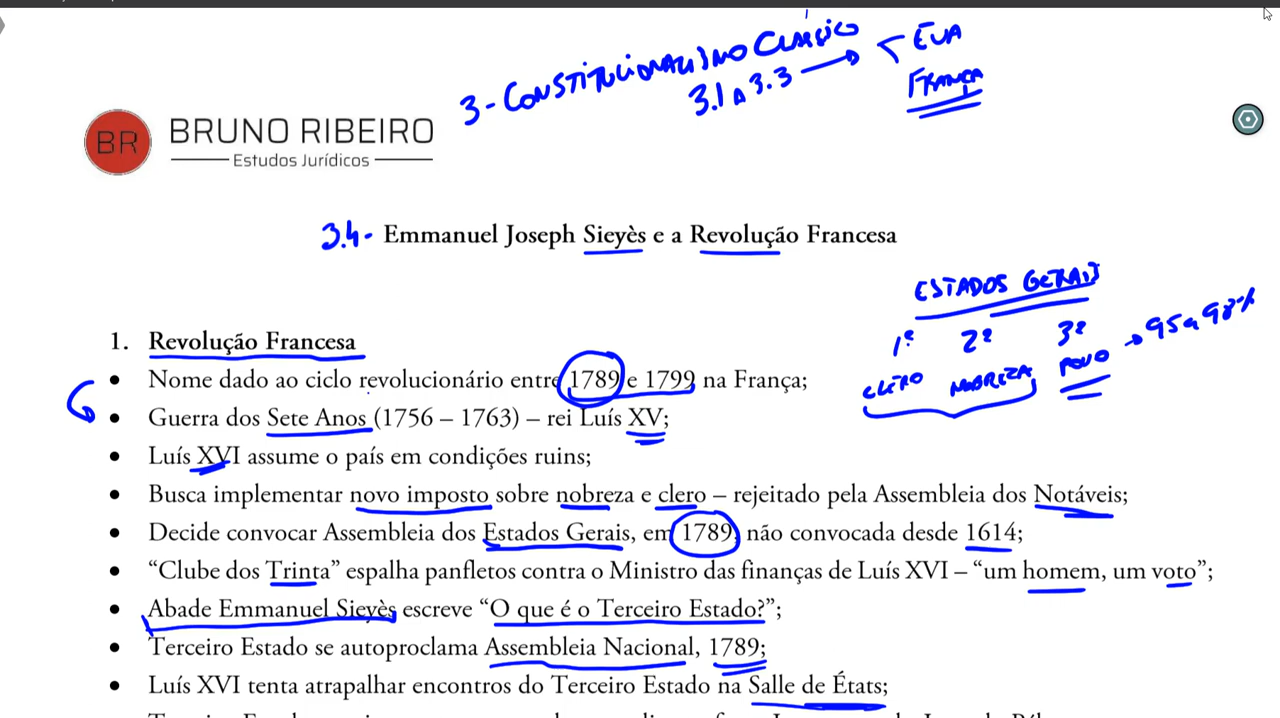 3 - CONSTITUCIONALISMO CLÁSSICO
3.1 A 3.3 → EUA
FRANÇA
BR BRUNO RIBEIRO
Estudos Jurídicos
3.4 - Emmanuel Joseph Sieyès e a Revolução Francesa
ESTADOS GERAIS
1º 2º 3º → 95 a 98%
CLERO NOBREZA POVO
1. Revolução Francesa
• Nome dado ao ciclo revolucionário entre 1789 e 1799 na França;
• Guerra dos Sete Anos (1756 – 1763) – rei Luís XV;
• Luís XVI assume o país em condições ruins;
• Busca implementar novo imposto sobre nobreza e clero – rejeitado pela Assembleia dos Notáveis;
• Decide convocar Assembleia dos Estados Gerais, em 1789, não convocada desde 1614;
• “Clube dos Trinta” espalha panfletos contra o Ministro das finanças de Luís XVI – “um homem, um voto”;
• Abade Emmanuel Sieyès escreve “O que é o Terceiro Estado?”;
• Terceiro Estado se autoproclama Assembleia Nacional, 1789;
• Luís XVI tenta atrapalhar encontros do Terceiro Estado na Salle de États;